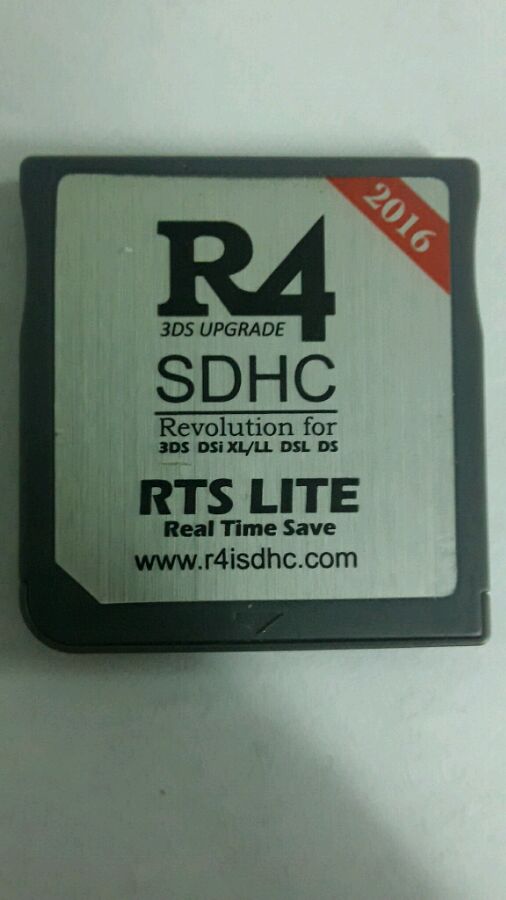 2016
R4
3DS UPGRADE
SDHC
Revolution for
3DS DSi XL/LL DSL DS
RTS LITE
Real Time Save
www.r4isdhc.com